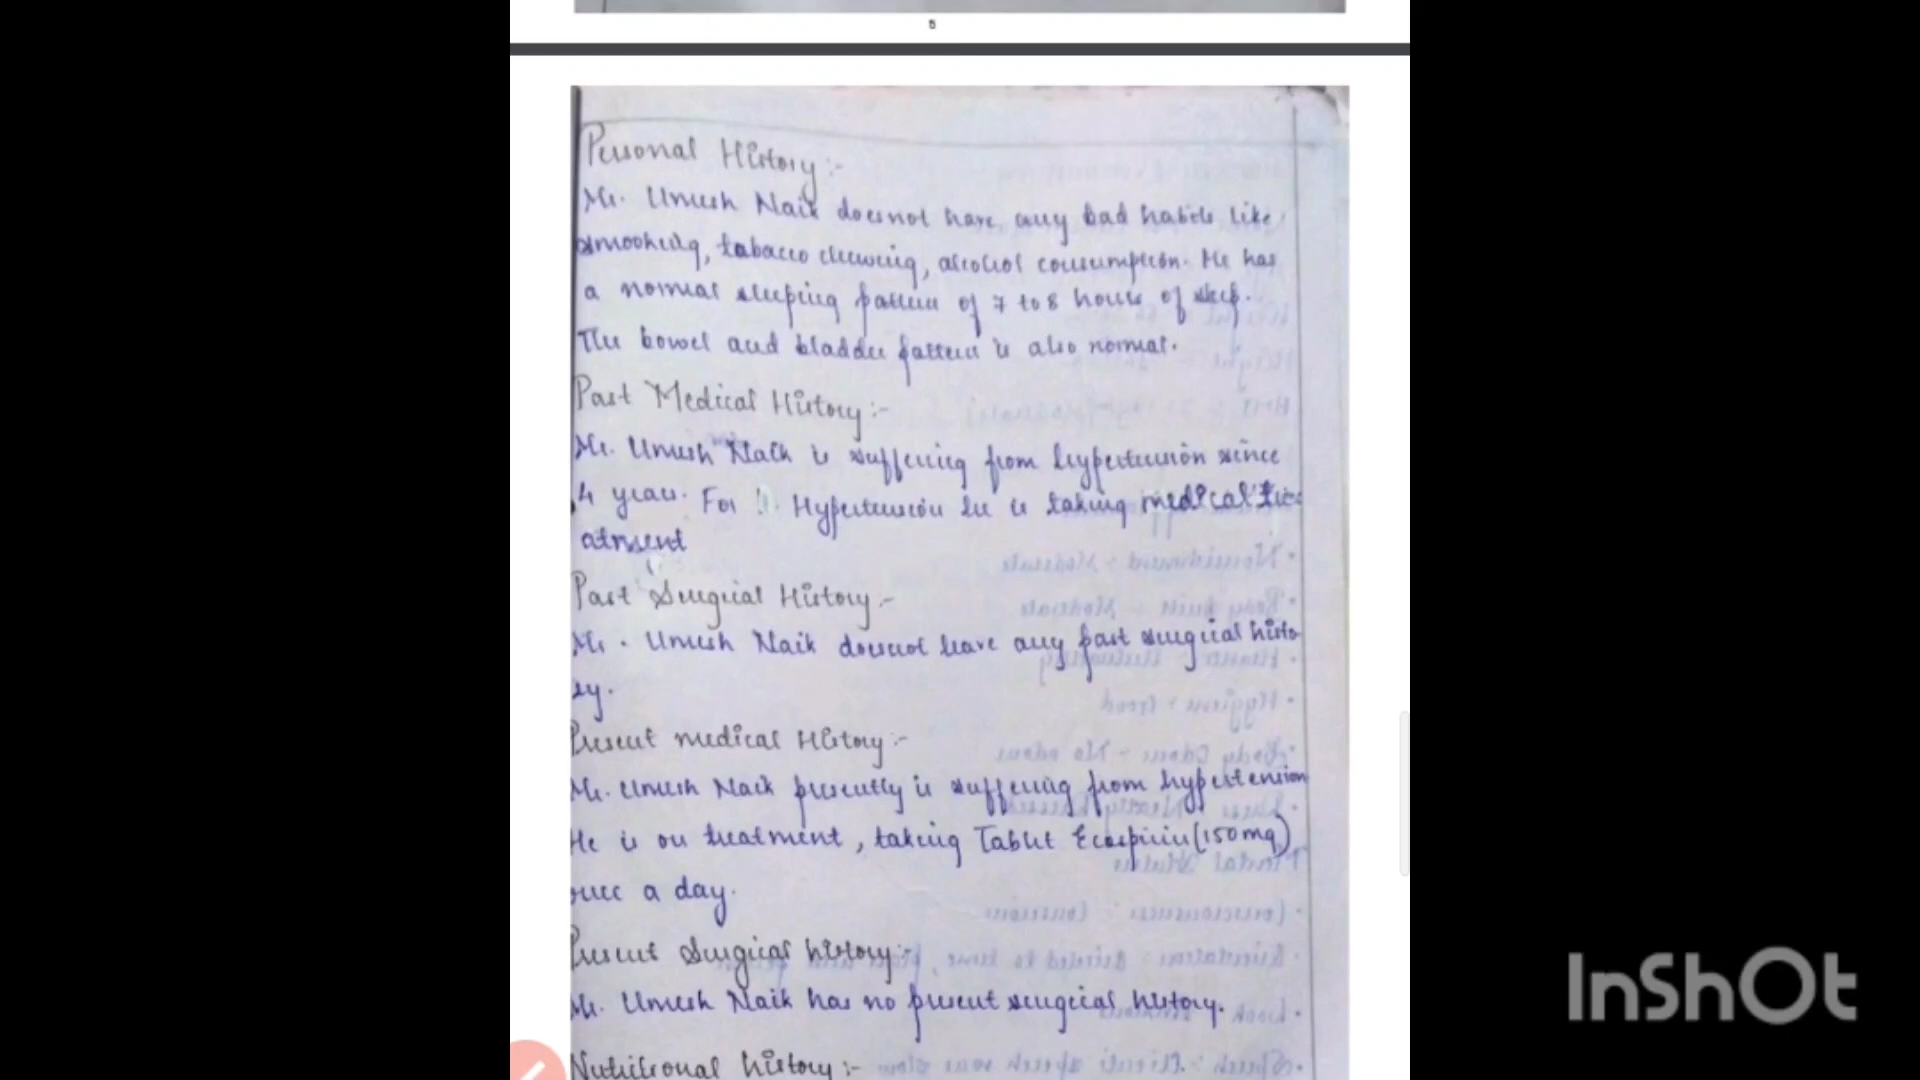 Personal History:-
Mr. Umesh Naik doesnot have any bad habits like
smooking, tobacco chewing, alcohol consumption. He has
a normal sleeping pattern of 7 to 8 hours of sleep.
The bowel and bladder pattern is also normal.
Past Medical History:-
Mr. Umesh Naik is suffering from hypertension since
4 years. For Hypertension he is taking medical tre
atment
Past Surgical History:-
Mr. Umesh Naik doesnot have any past surgical histo
ry.
Present medical History:-
Mr. Umesh Naik presently is suffering from hypertension
He is on treatment, taking Tablet Ecospirin (150mg)
once a day.
Present Surgical history:-
Mr. Umesh Naik has no present surgical history.
Nutritional history:-
InShOt